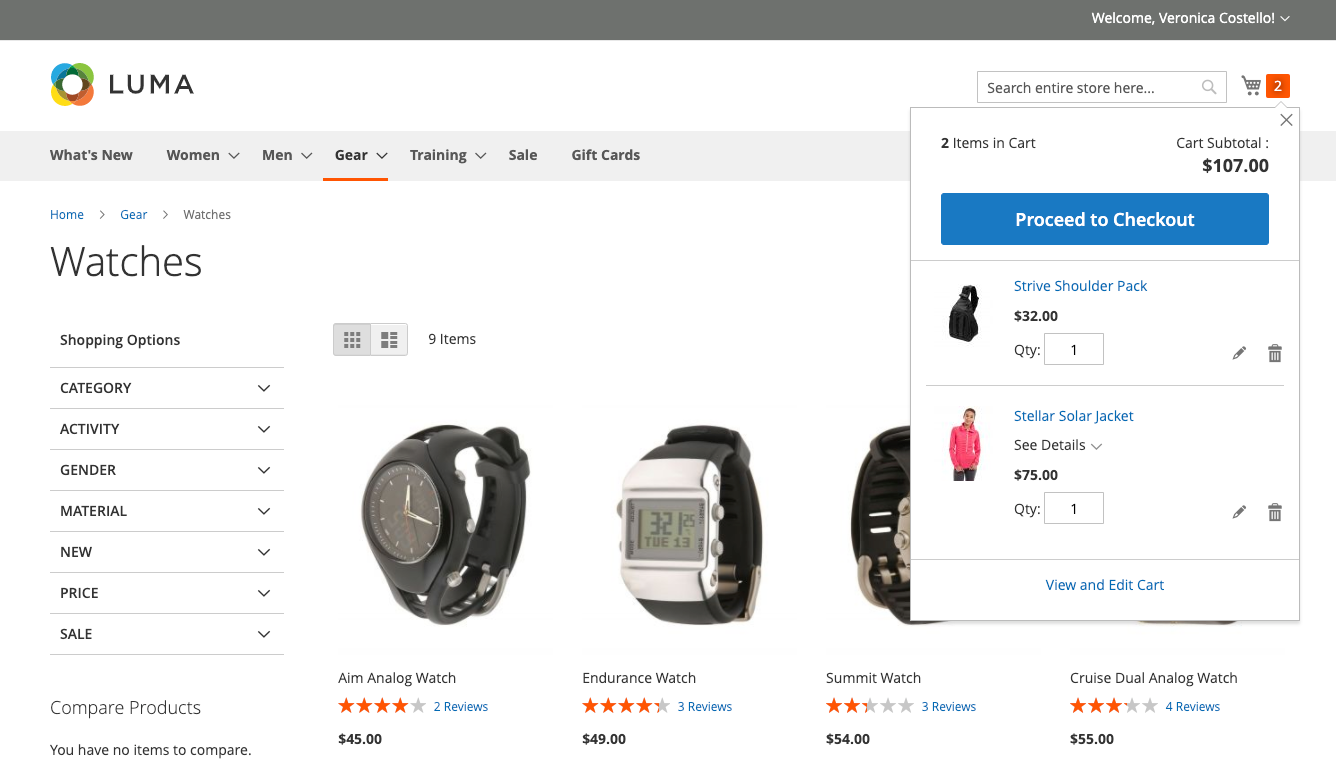 Welcome, Veronica Costello!
LUMA
Search entire store here...
2
What's New
Women
Men
Gear
Training
Sale
Gift Cards
2 Items in Cart
Cart Subtotal :
$107.00
Proceed to Checkout
Strive Shoulder Pack
$32.00
Qty: 1
Stellar Solar Jacket
See Details
$75.00
Qty: 1
View and Edit Cart
Home
Gear
Watches
Watches
Shopping Options
CATEGORY
ACTIVITY
GENDER
MATERIAL
NEW
PRICE
SALE
Compare Products
You have no items to compare.
9 Items
TUE 13
Aim Analog Watch
2 Reviews
$45.00
Endurance Watch
3 Reviews
$49.00
Summit Watch
3 Reviews
$54.00
Cruise Dual Analog Watch
4 Reviews
$55.00